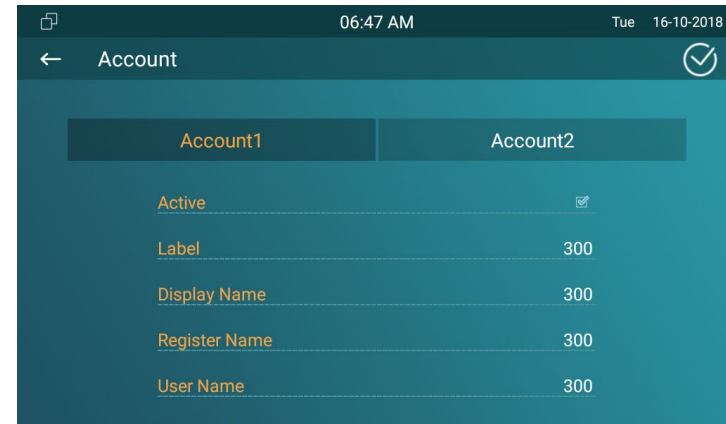 06:47 AM Tue 16-10-2018
Account
Account1 Account2
Active
Label 300
Display Name 300
Register Name 300
User Name 300